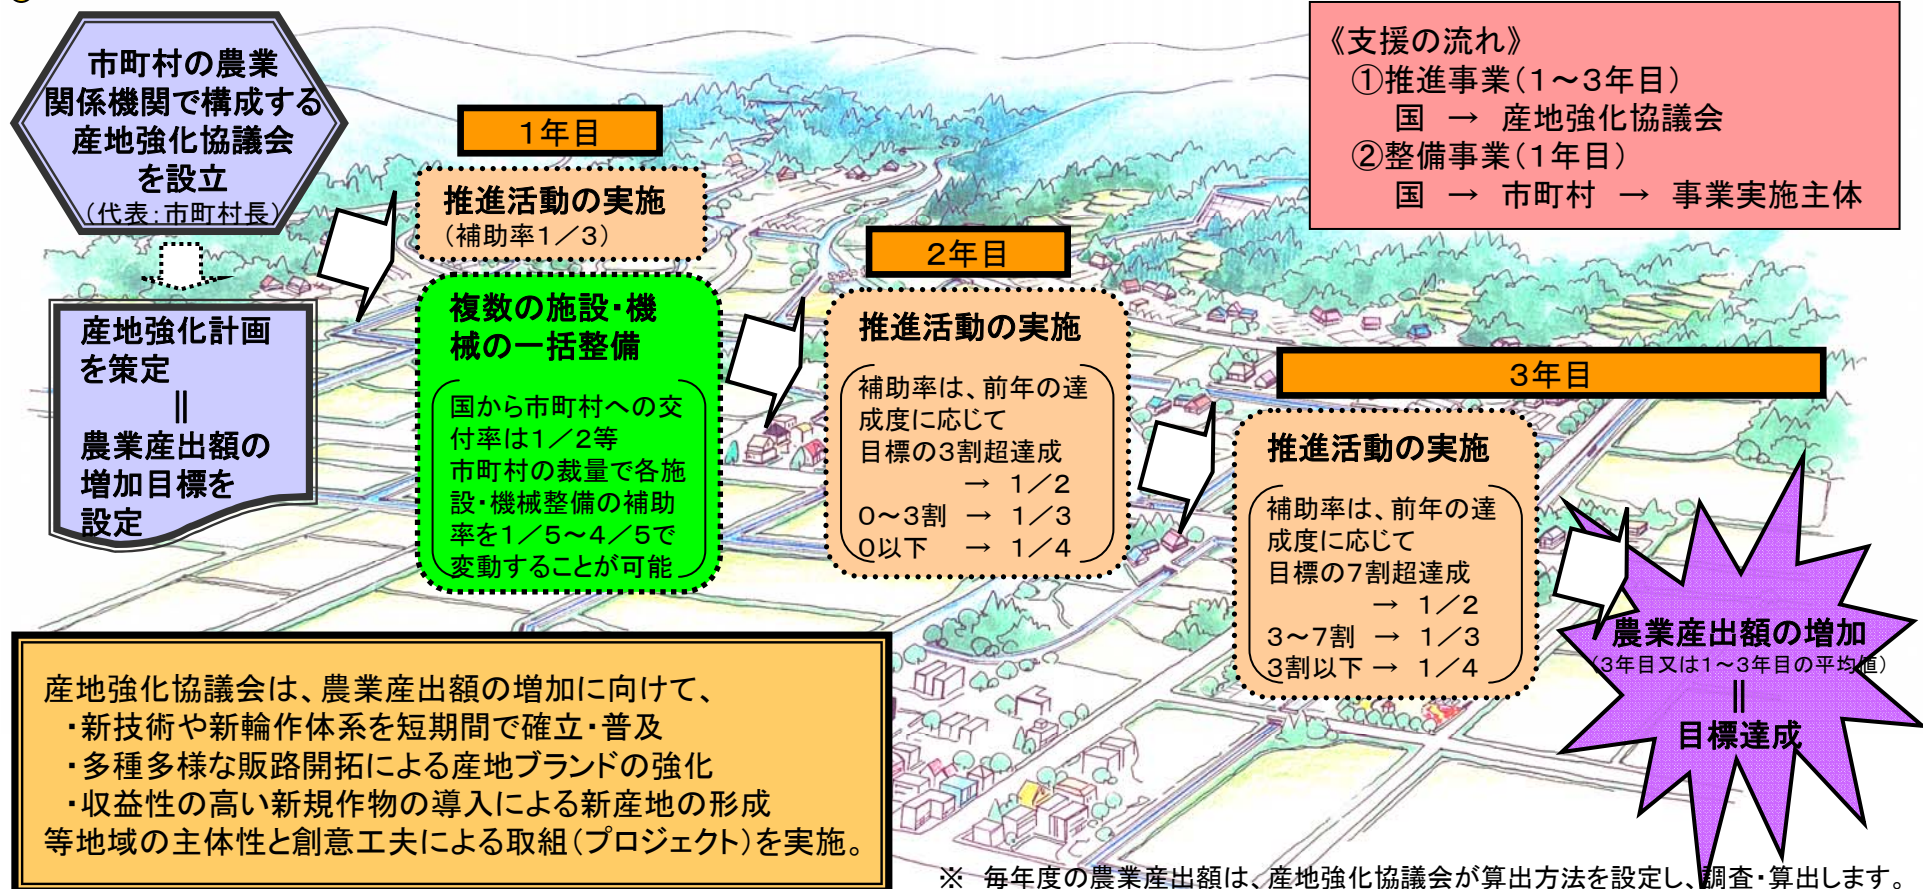 市町村の農業
関係機関で構成する
産地強化協議会
を設立
（代表：市町村長）
産地強化計画
を策定
||
農業産出額の
増加目標を
設定
1年目
推進活動の実施
（補助率1／3）
複数の施設・機
械の一括整備
国から市町村への交
付率は1／2等
市町村の裁量で各施
設・機械整備の補助
率を1／5～4／5で
変動することが可能
2年目
推進活動の実施
補助率は、前年の達
成度に応じて
目標の3割超達成
→ 1／2
0～3割 → 1／3
0以下 → 1／4
3年目
推進活動の実施
補助率は、前年の達
成度に応じて
目標の7割超達成
→ 1／2
3～7割 → 1／3
3割以下 → 1／4
農業産出額の増加
（3年目又は1～3年目の平均値）
||
目標達成
《支援の流れ》
①推進事業（1～3年目）
国 → 産地強化協議会
②整備事業（1年目）
国 → 市町村 → 事業実施主体
産地強化協議会は、農業産出額の増加に向けて、
・新技術や新輪作体系を短期間で確立・普及
・多種多様な販路開拓による産地ブランドの強化
・収益性の高い新規作物の導入による新産地の形成
等地域の主体性と創意工夫による取組（プロジェクト）を実施。
※ 毎年度の農業産出額は、産地強化協議会が算出方法を設定し、調査・算出します。